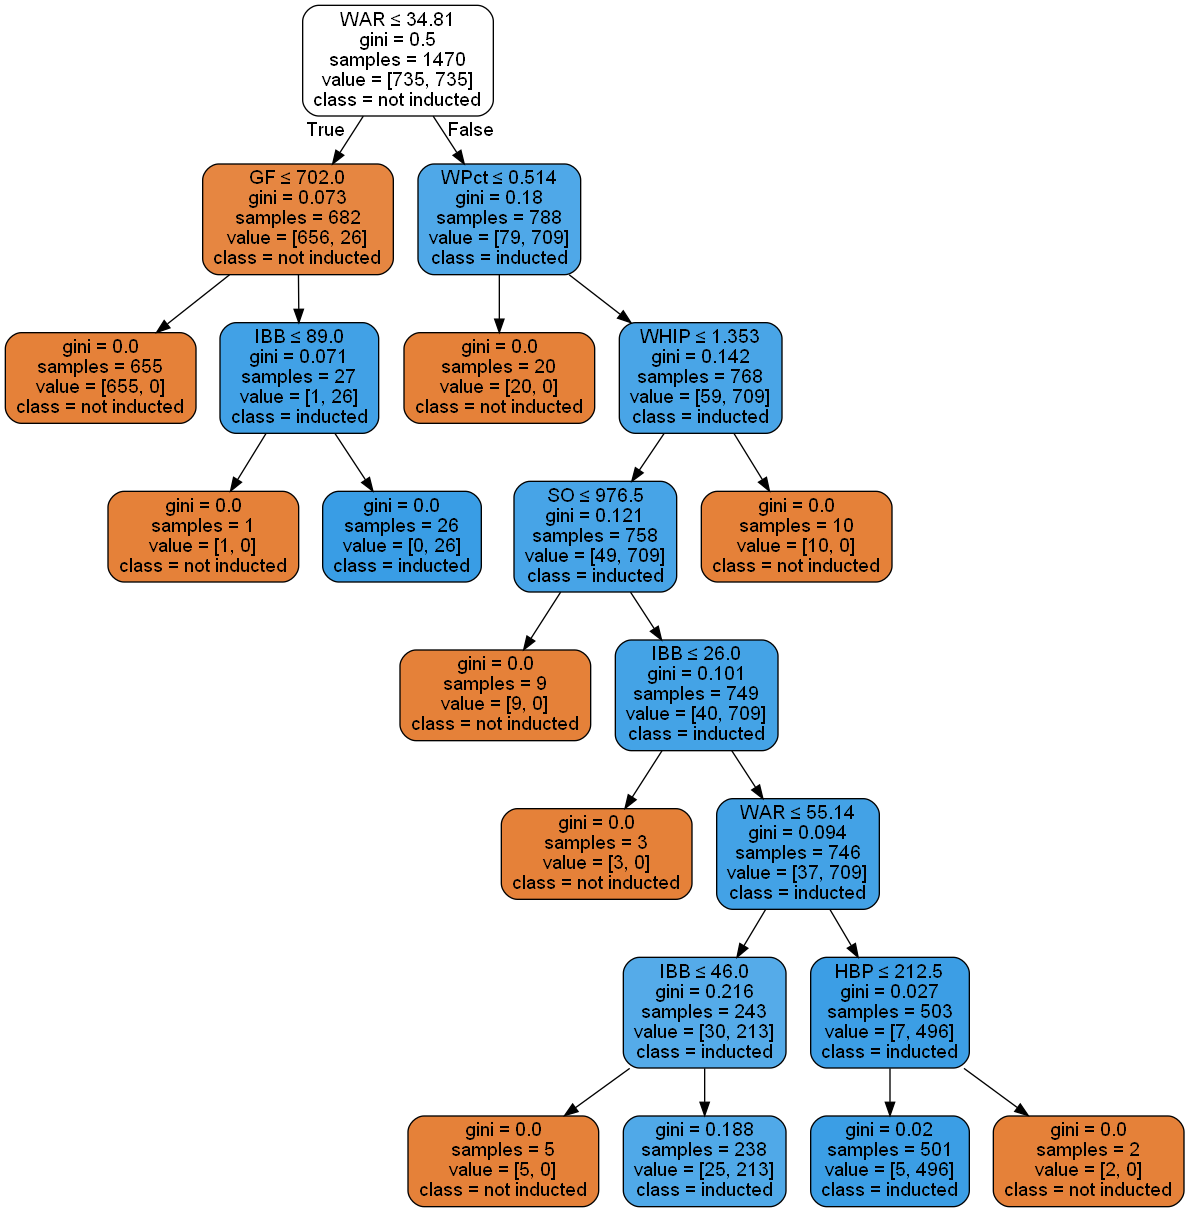 WAR ≤ 34.81
gini = 0.5
samples = 1470
value = [735, 735]
class = not inducted
True
False
GF ≤ 702.0
gini = 0.073
samples = 682
value = [656, 26]
class = not inducted
WPct ≤ 0.514
gini = 0.18
samples = 788
value = [79, 709]
class = inducted
gini = 0.0
samples = 655
value = [655, 0]
class = not inducted
IBB ≤ 89.0
gini = 0.071
samples = 27
value = [1, 26]
class = inducted
gini = 0.0
samples = 20
value = [20, 0]
class = not inducted
WHIP ≤ 1.353
gini = 0.142
samples = 768
value = [59, 709]
class = inducted
gini = 0.0
samples = 1
value = [1, 0]
class = not inducted
gini = 0.0
samples = 26
value = [0, 26]
class = inducted
SO ≤ 976.5
gini = 0.121
samples = 758
value = [49, 709]
class = inducted
gini = 0.0
samples = 10
value = [10, 0]
class = not inducted
gini = 0.0
samples = 9
value = [9, 0]
class = not inducted
IBB ≤ 26.0
gini = 0.101
samples = 749
value = [40, 709]
class = inducted
gini = 0.0
samples = 3
value = [3, 0]
class = not inducted
WAR ≤ 55.14
gini = 0.094
samples = 746
value = [37, 709]
class = inducted
IBB ≤ 46.0
gini = 0.216
samples = 243
value = [30, 213]
class = inducted
HBP ≤ 212.5
gini = 0.027
samples = 503
value = [7, 496]
class = inducted
gini = 0.0
samples = 5
value = [5, 0]
class = not inducted
gini = 0.188
samples = 238
value = [25, 213]
class = inducted
gini = 0.02
samples = 501
value = [5, 496]
class = inducted
gini = 0.0
samples = 2
value = [2, 0]
class = not inducted